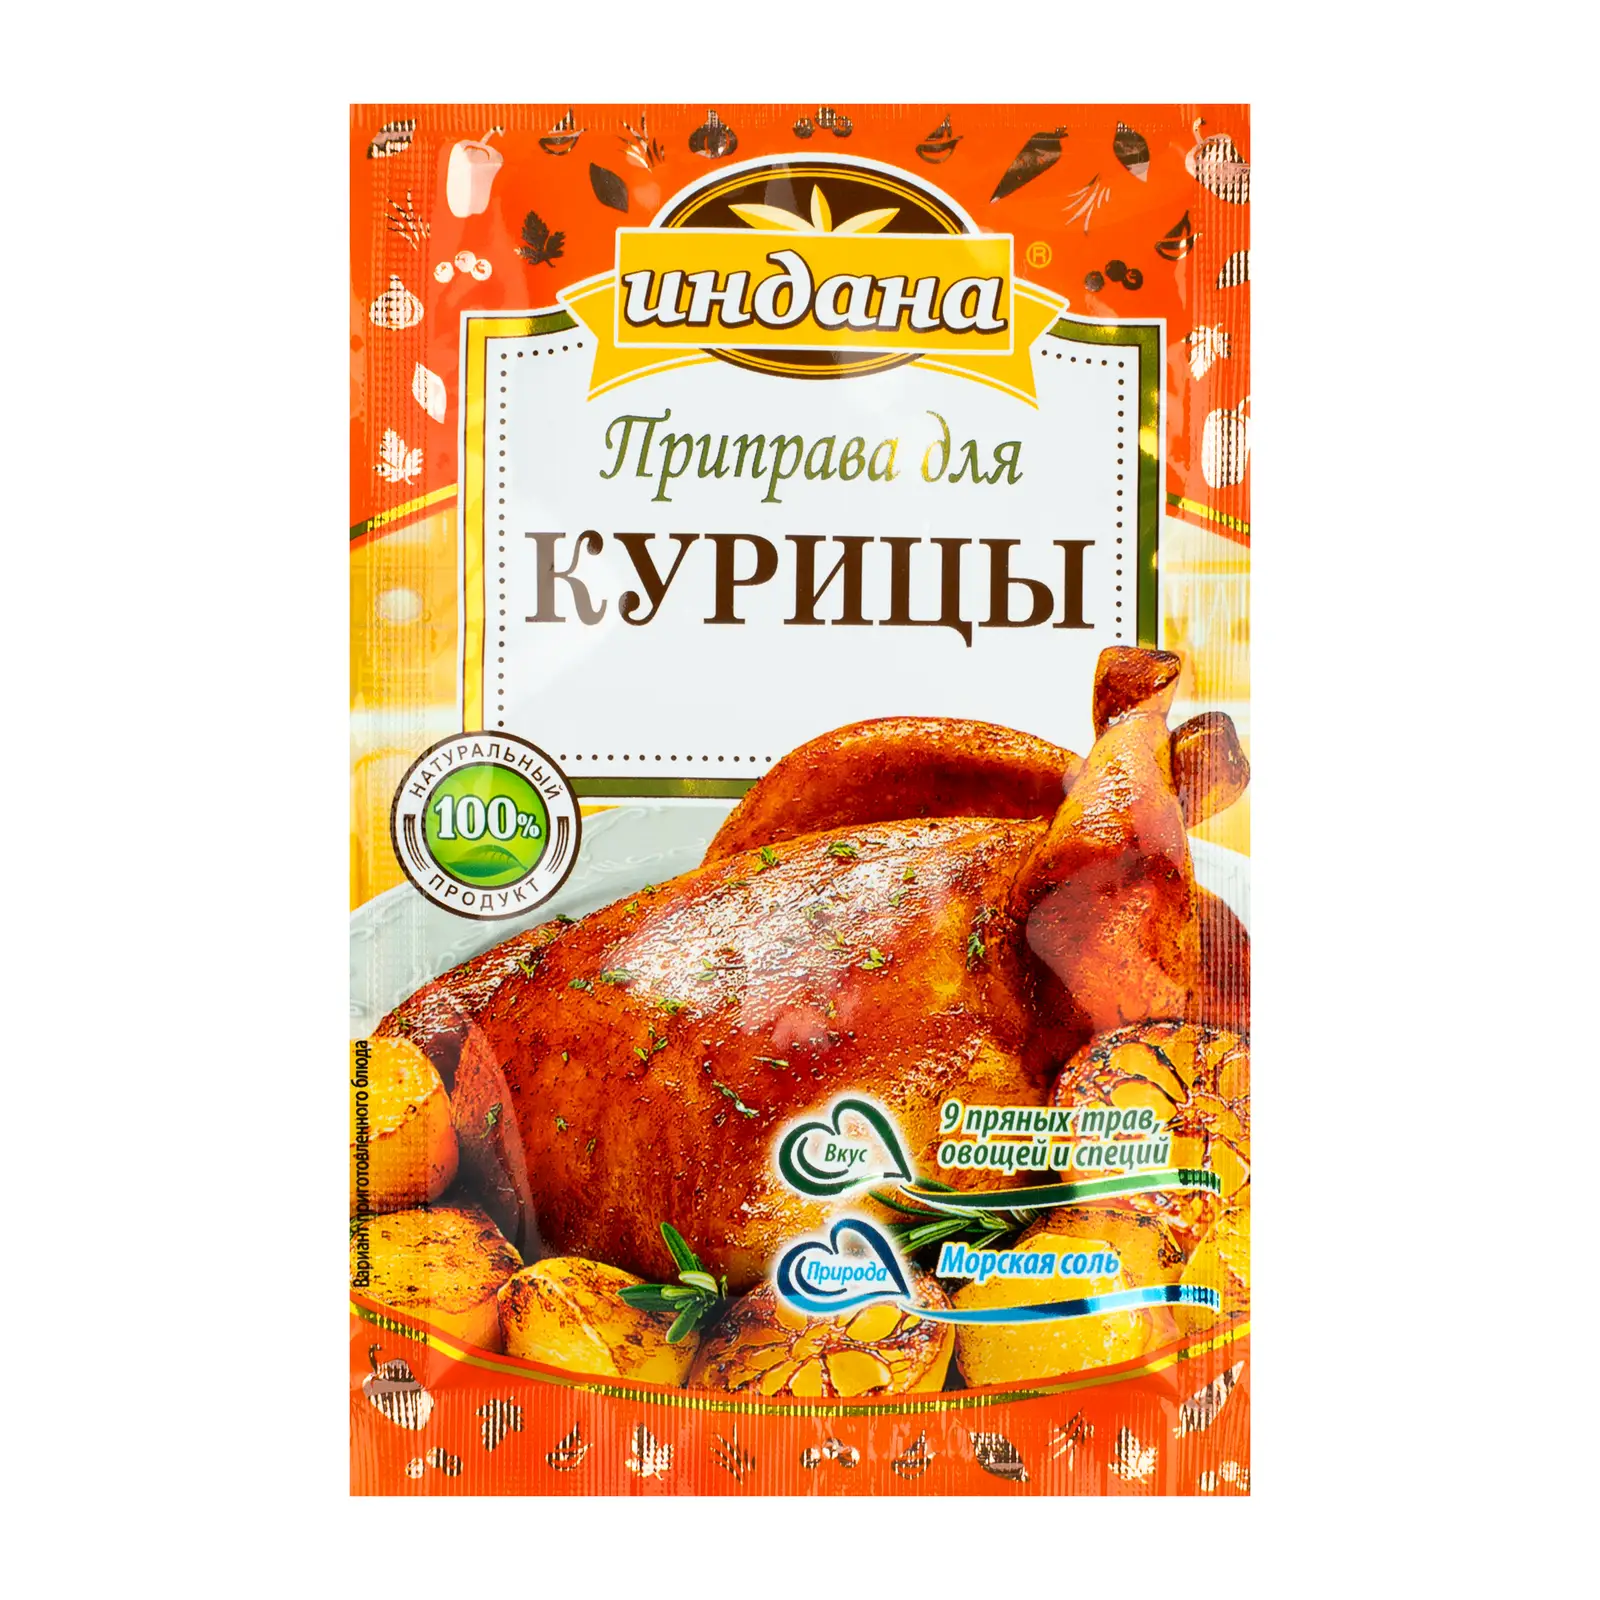 индана
®
Приправа для
КУРИЦЫ
НАТУРАЛЬНЫЙ
100%
ПРОДУКТ
Вкус
9 пряных трав,
овощей и специй
Природа
Морская соль
Вариант приготовленного блюда